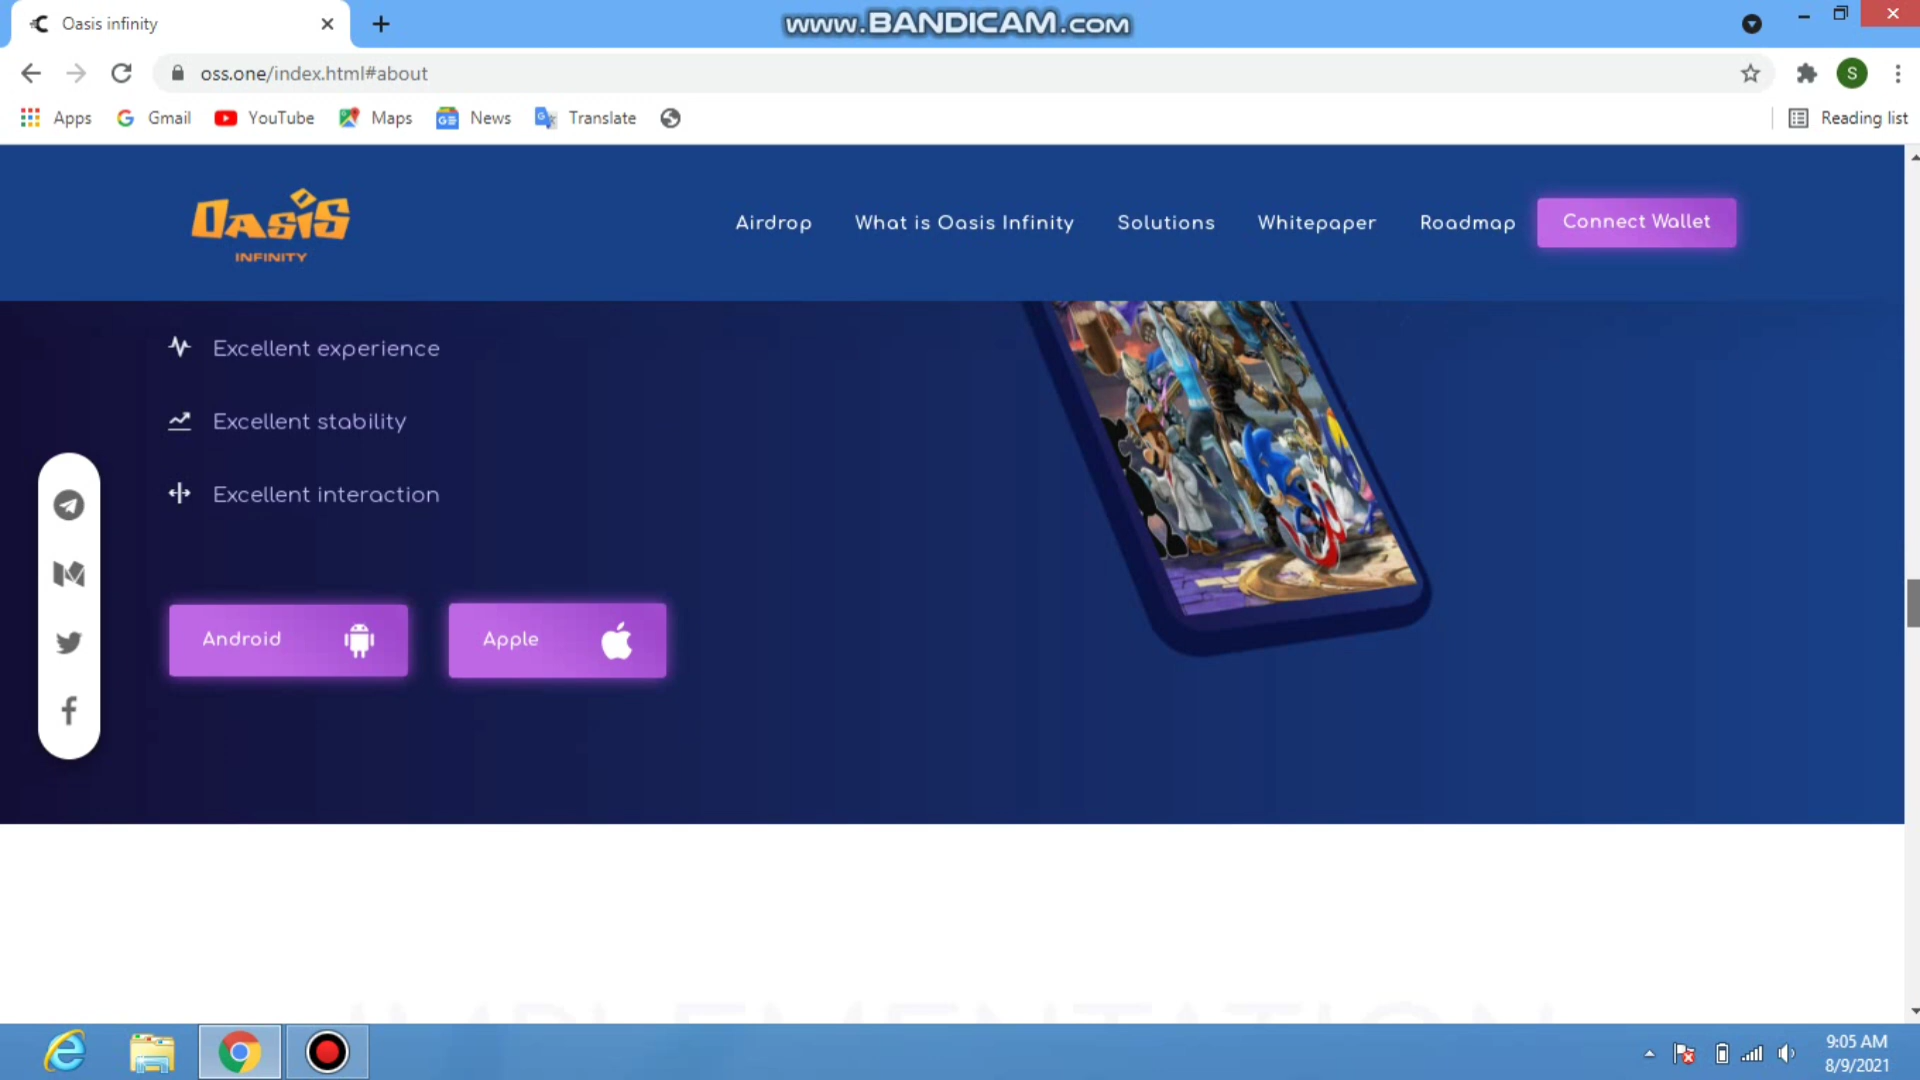 Oasis infinity
www.BANDICAM.com
oss.one/index.html#about
S
Apps
Gmail
YouTube
Maps
News
Translate
Reading list
OASIS
INFINITY
Airdrop
What is Oasis Infinity
Solutions
Whitepaper
Roadmap
Connect Wallet
Excellent experience
Excellent stability
Excellent interaction
Android
Apple
IMPLEMENTATION
9:05 AM
8/9/2021